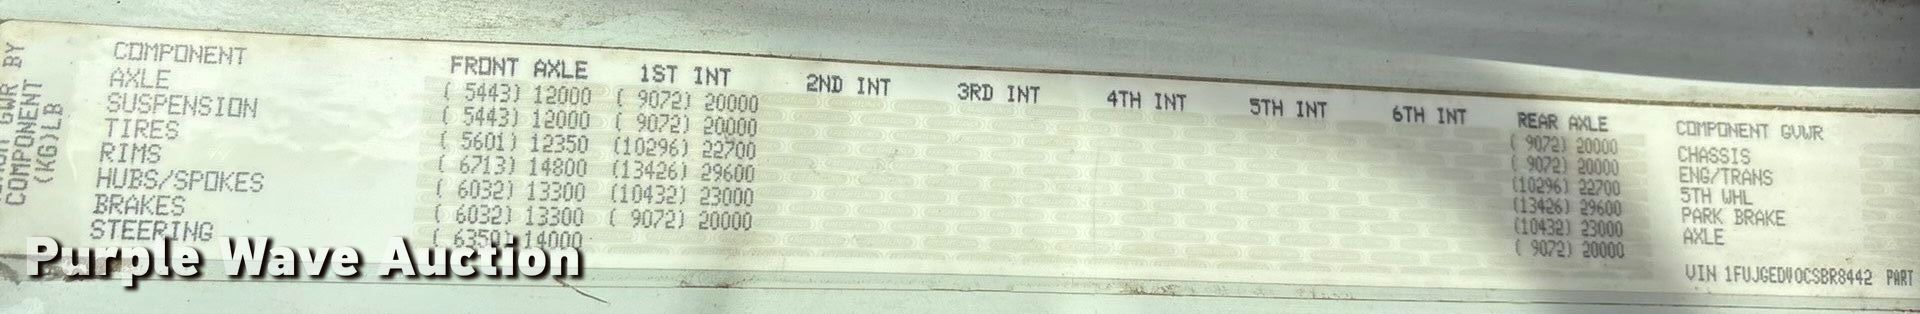 GWR BY
COMPONENT
(KG)LB
COMPONENT FRONT AXLE 1ST INT 2ND INT 3RD INT 4TH INT 5TH INT 6TH INT REAR AXLE COMPONENT GVWR
AXLE ( 5443) 12000 ( 9072) 20000 ( 9072) 20000 CHASSIS
SUSPENSION ( 5443) 12000 ( 9072) 20000 ( 9072) 20000 ENG/TRANS
TIRES ( 5601) 12350 (10296) 22700 (10296) 22700 5TH WHL
RIMS ( 6713) 14800 (13426) 29600 (13426) 29600 PARK BRAKE
HUBS/SPOKES ( 6032) 13300 (10432) 23000 (10432) 23000 AXLE
BRAKES ( 6032) 13300 ( 9072) 20000 ( 9072) 20000
STEERING ( 6350) 14000
VIN 1FUJGEDV0CSBR8442 PART
Purple Wave Auction